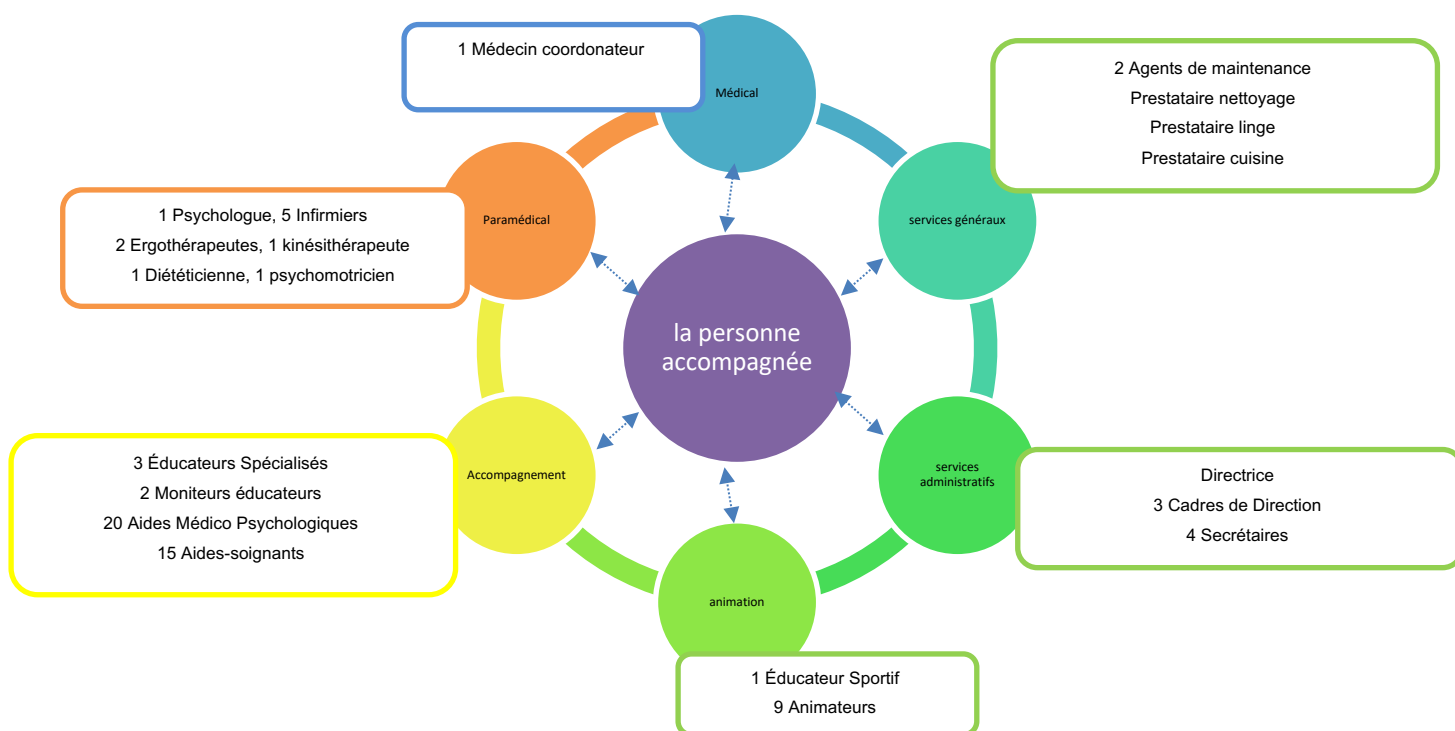 1 Médecin coordonateur
Médical
2 Agents de maintenance
Prestataire nettoyage
Prestataire linge
Prestataire cuisine
services généraux
Paramédical
1 Psychologue, 5 Infirmiers
2 Ergothérapeutes, 1 kinésithérapeute
1 Diététicienne, 1 psychomotricien
la personne
accompagnée
Accompagnement
3 Éducateurs Spécialisés
2 Moniteurs éducateurs
20 Aides Médico Psychologiques
15 Aides-soignants
services
administratifs
Directrice
3 Cadres de Direction
4 Secrétaires
animation
1 Éducateur Sportif
9 Animateurs